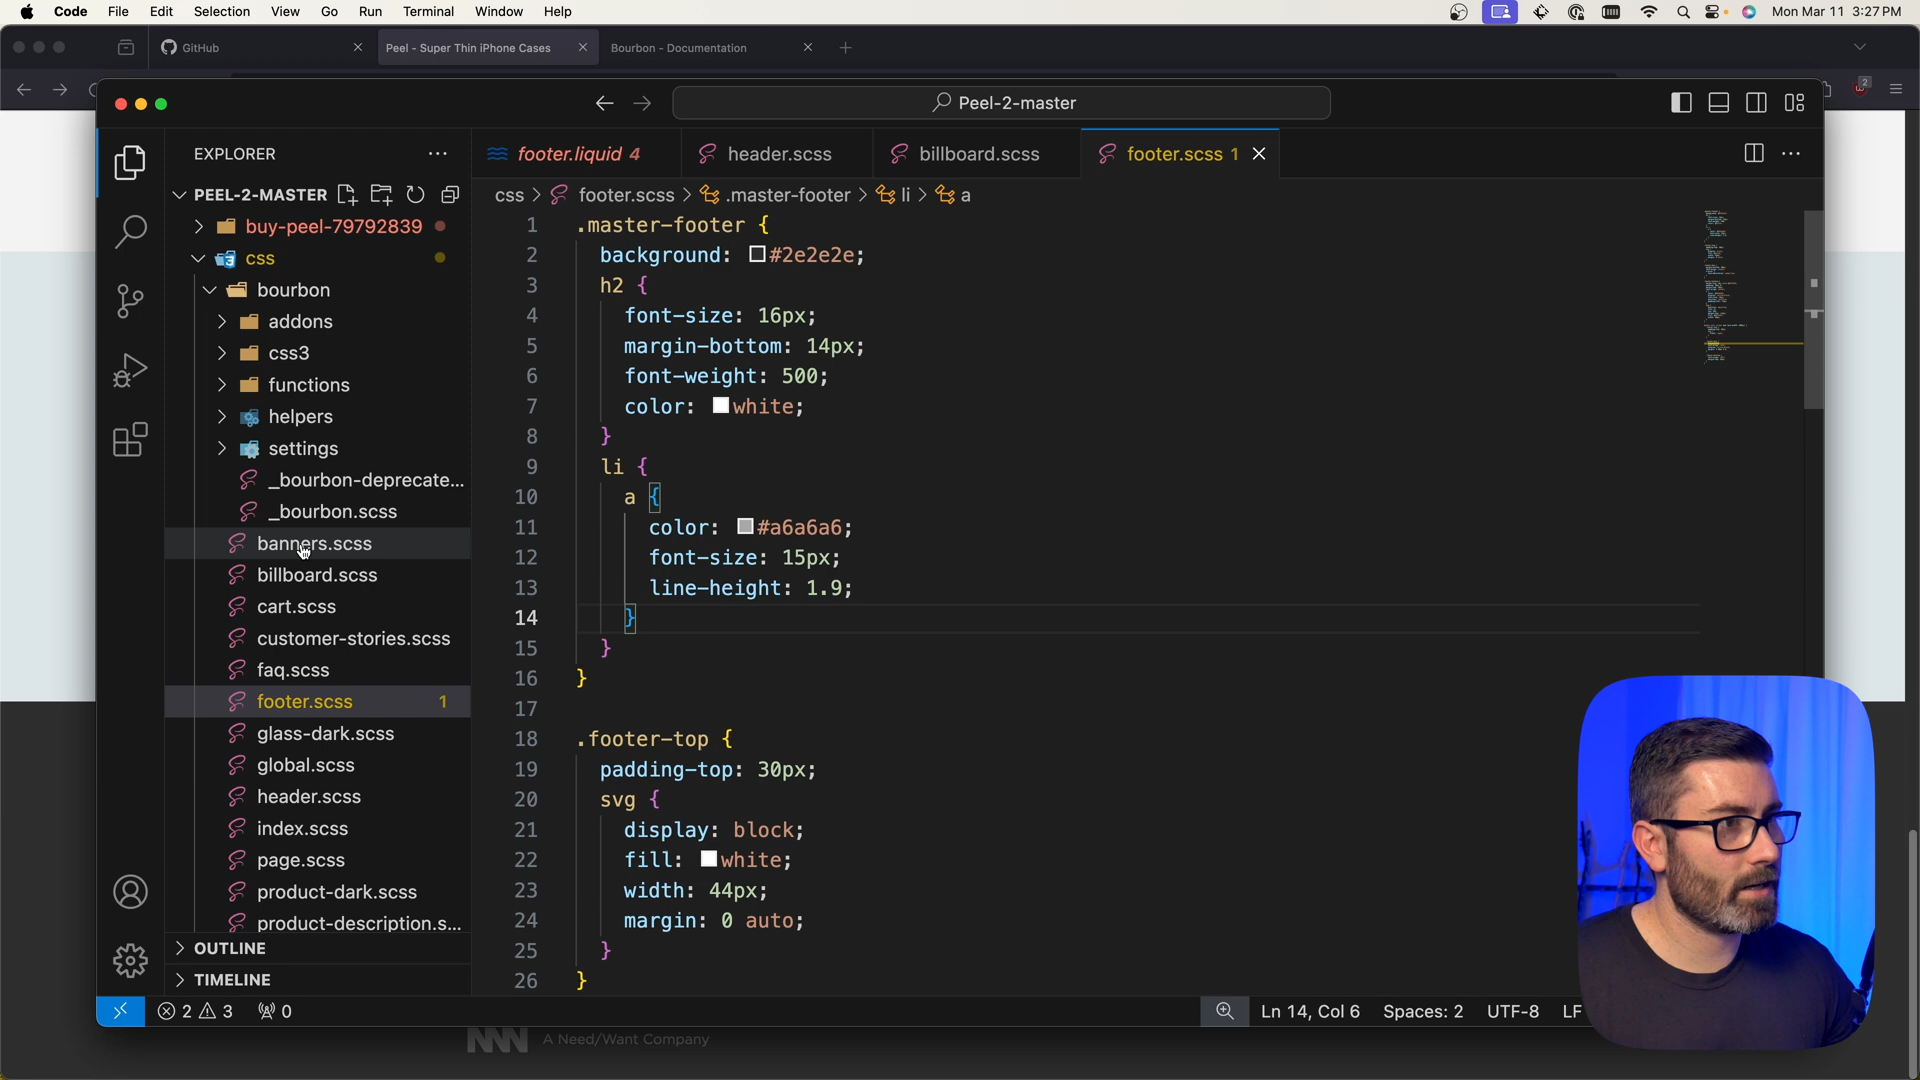 Code File Edit Selection View Go Run Terminal Window Help
Mon Mar 11 3:27 PM
GitHub
Peel - Super Thin iPhone Cases
Bourbon - Documentation
2
Peel-2-master
EXPLORER
PEEL-2-MASTER
buy-peel-79792839
css
bourbon
addons
css3
functions
helpers
settings
_bourbon-deprecate...
_bourbon.scss
banners.scss
billboard.scss
cart.scss
customer-stories.scss
faq.scss
footer.scss 1
glass-dark.scss
global.scss
header.scss
index.scss
page.scss
product-dark.scss
product-description.s...
OUTLINE
TIMELINE
footer.liquid 4
header.scss
billboard.scss
footer.scss 1
css > footer.scss > .master-footer > li > a
1 .master-footer {
2 background: #2e2e2e;
3 h2 {
4 font-size: 16px;
5 margin-bottom: 14px;
6 font-weight: 500;
7 color: white;
8 }
9 li {
10 a {
11 color: #a6a6a6;
12 font-size: 15px;
13 line-height: 1.9;
14 }
15 }
16 }
17
18 .footer-top {
19 padding-top: 30px;
20 svg {
21 display: block;
22 fill: white;
23 width: 44px;
24 margin: 0 auto;
25 }
26 }
2 3 0
Ln 14, Col 6 Spaces: 2 UTF-8 LF
A Need/Want Company